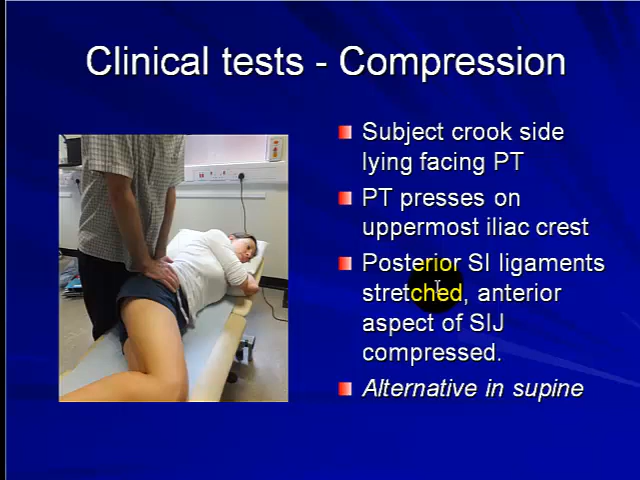 Clinical tests - Compression
Subject crook side
lying facing PT
PT presses on
uppermost iliac crest
Posterior SI ligaments
stretched, anterior
aspect of SIJ
compressed.
Alternative in supine